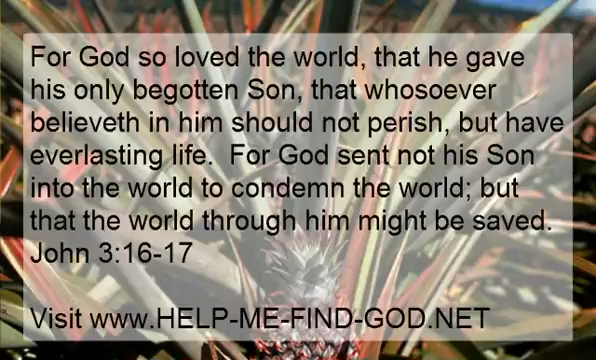 For God so loved the world, that he gave
his only begotten Son, that whosoever
believeth in him should not perish, but have
everlasting life.  For God sent not his Son
into the world to condemn the world; but
that the world through him might be saved.
John 3:16-17
Visit www.HELP-ME-FIND-GOD.NET